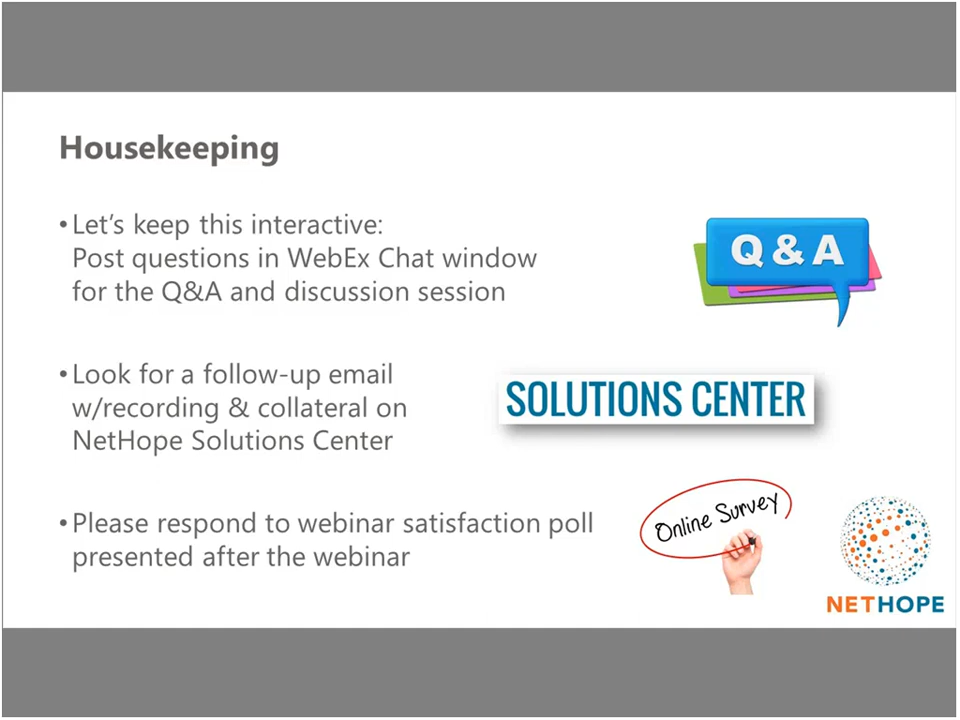 Housekeeping
•Let's keep this interactive:
Post questions in WebEx Chat window
for the Q&A and discussion session
Q & A
•Look for a follow-up email
w/recording & collateral on
NetHope Solutions Center
SOLUTIONS CENTER
•Please respond to webinar satisfaction poll
presented after the webinar
Online Survey
NETHOPE